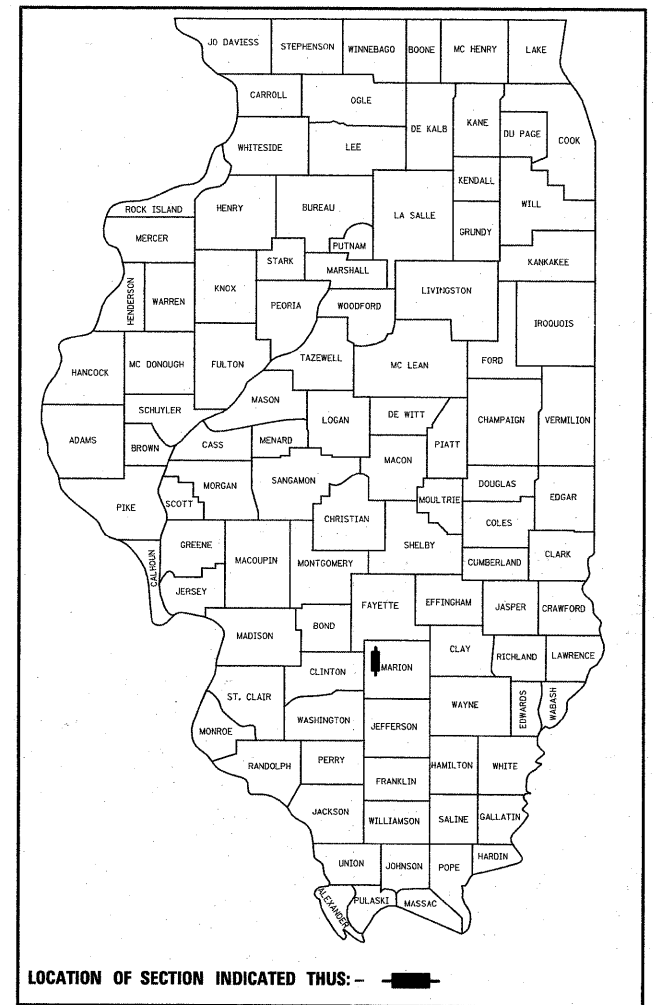 JO DAVIESS STEPHENSON WINNEBAGO BOONE MC HENRY LAKE
CARROLL OGLE DE KALB KANE DU PAGE COOK
WHITESIDE LEE
ROCK ISLAND HENRY BUREAU PUTNAM LA SALLE KENDALL GRUNDY WILL
MERCER STARK MARSHALL KANKAKEE
HENDERSON WARREN KNOX PEORIA WOODFORD LIVINGSTON IROQUOIS
HANCOCK MC DONOUGH FULTON TAZEWELL MC LEAN FORD
SCHUYLER MASON LOGAN DE WITT CHAMPAIGN VERMILION
ADAMS BROWN CASS MENARD MACON PIATT
PIKE SCOTT MORGAN SANGAMON CHRISTIAN MOULTRIE DOUGLAS EDGAR
COLES
CALHOUN GREENE MACOUPIN MONTGOMERY SHELBY CUMBERLAND CLARK
JERSEY FAYETTE EFFINGHAM JASPER CRAWFORD
MADISON BOND CLAY RICHLAND LAWRENCE
CLINTON MARION
ST. CLAIR WASHINGTON JEFFERSON WAYNE EDWARDS WABASH
MONROE
RANDOLPH PERRY FRANKLIN HAMILTON WHITE
JACKSON WILLIAMSON SALINE GALLATIN
UNION JOHNSON POPE HARDIN
ALEXANDER PULASKI MASSAC
LOCATION OF SECTION INDICATED THUS: –